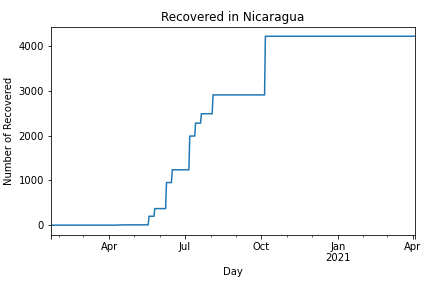 Recovered in Nicaragua
Number of Recovered
4000
3000
2000
1000
0
Apr
Jul
Oct
Jan
2021
Apr
Day